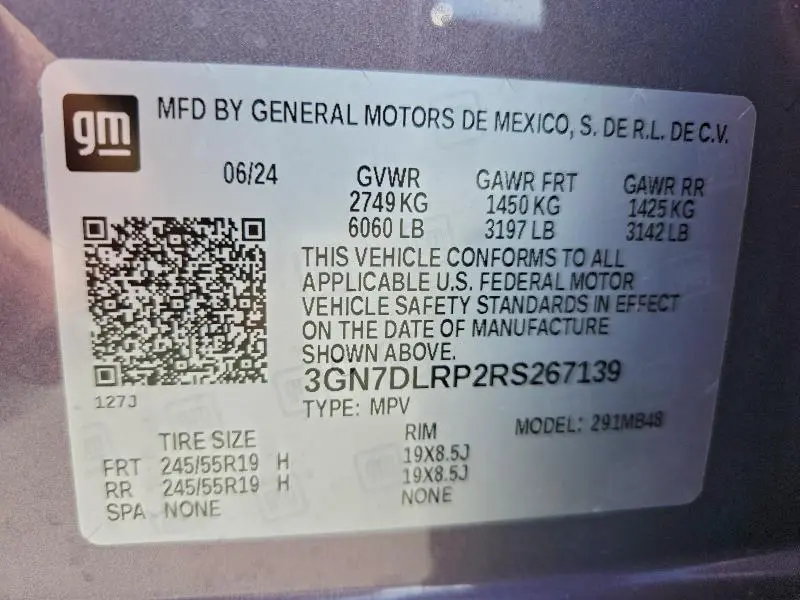 gm
MFD BY GENERAL MOTORS DE MEXICO, S. DE R.L. DE C.V.
06/24 GVWR GAWR FRT GAWR RR
2749 KG 1450 KG 1425 KG
6060 LB 3197 LB 3142 LB
THIS VEHICLE CONFORMS TO ALL
APPLICABLE U.S. FEDERAL MOTOR
VEHICLE SAFETY STANDARDS IN EFFECT
ON THE DATE OF MANUFACTURE
SHOWN ABOVE.
3GN7DLRP2RS267139
127J
TYPE: MPV MODEL: 291MB48
TIRE SIZE RIM
FRT 245/55R19 H 19X8.5J
RR 245/55R19 H 19X8.5J
SPA NONE NONE